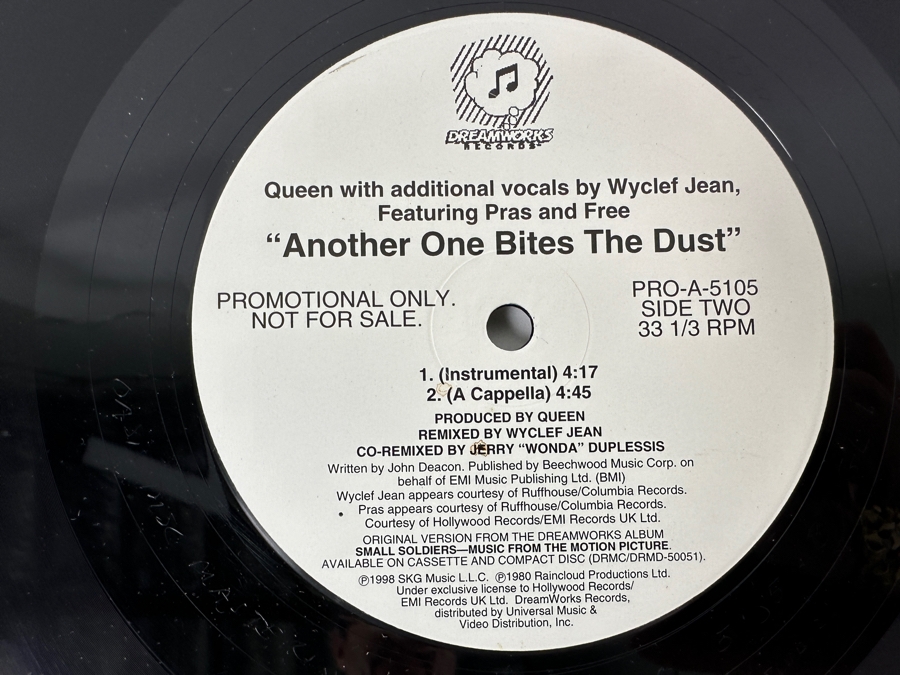 DREAMWORKS
RECORDS
Queen with additional vocals by Wyclef Jean,
Featuring Pras and Free
“Another One Bites The Dust”
PROMOTIONAL ONLY.
NOT FOR SALE.
PRO-A-5105
SIDE TWO
33 1/3 RPM
1. (Instrumental) 4:17
2. (A Cappella) 4:45
PRODUCED BY QUEEN
REMIXED BY WYCLEF JEAN
CO-REMIXED BY JERRY “WONDA” DUPLESSIS
Written by John Deacon. Published by Beechwood Music Corp. on
behalf of EMI Music Publishing Ltd. (BMI)
Wyclef Jean appears courtesy of Ruffhouse/Columbia Records.
Pras appears courtesy of Ruffhouse/Columbia Records.
Courtesy of Hollywood Records/EMI Records UK Ltd.
ORIGINAL VERSION FROM THE DREAMWORKS ALBUM
SMALL SOLDIERS—MUSIC FROM THE MOTION PICTURE.
AVAILABLE ON CASSETTE AND COMPACT DISC (DRMC/DRMD-50051).
℗1998 SKG Music L.L.C. ℗1980 Raincloud Productions Ltd.
Under exclusive license to Hollywood Records/
EMI Records UK Ltd. DreamWorks Records,
distributed by Universal Music &
Video Distribution, Inc.